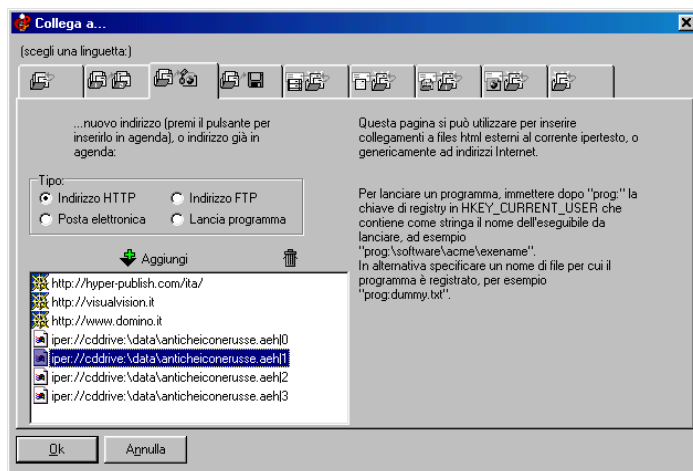 Collega a...
(scegli una linguetta:)
...nuovo indirizzo (premi il pulsante per
inserirlo in agenda), o indirizzo già in
agenda:
Tipo:
Indirizzo HTTP
Indirizzo FTP
Posta elettronica
Lancia programma
Aggiungi
http://hyper-publish.com/ita/
http://visualvision.it
http://www.domino.it
iper://cddrive:\data\anticheiconerusse.aeh|0
iper://cddrive:\data\anticheiconerusse.aeh|1
iper://cddrive:\data\anticheiconerusse.aeh|2
iper://cddrive:\data\anticheiconerusse.aeh|3
Questa pagina si può utilizzare per inserire
collegamenti a files html esterni al corrente ipertesto, o
genericamente ad indirizzi Internet.
Per lanciare un programma, immettere dopo "prog:" la
chiave di registry in HKEY_CURRENT_USER che
contiene come stringa il nome dell'eseguibile da
lanciare, ad esempio
"prog:\software\acme\exename".
In alternativa specificare un nome di file per cui il
programma è registrato, per esempio
"prog:dummy.txt".
Ok
Annulla